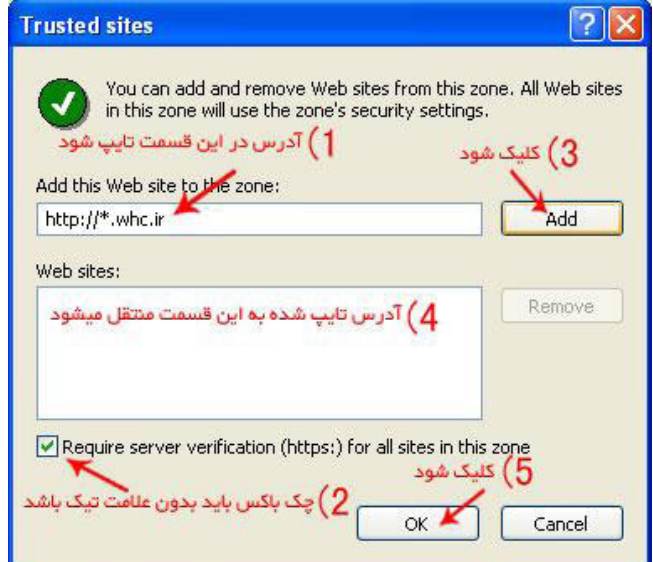 Trusted sites
You can add and remove Web sites from this zone. All Web sites
in this zone will use the zone's security settings.
1) آدرس در این قسمت تایپ شود
3) کلیک شود
Add this Web site to the zone:
http://*.whc.ir
Add
Web sites:
4) آدرس تایپ شده به این قسمت منتقل میشود
Remove
Require server verification (https:) for all sites in this zone
5) کلیک شود
2) چک باکس باید بدون علامت تیک باشد
OK
Cancel